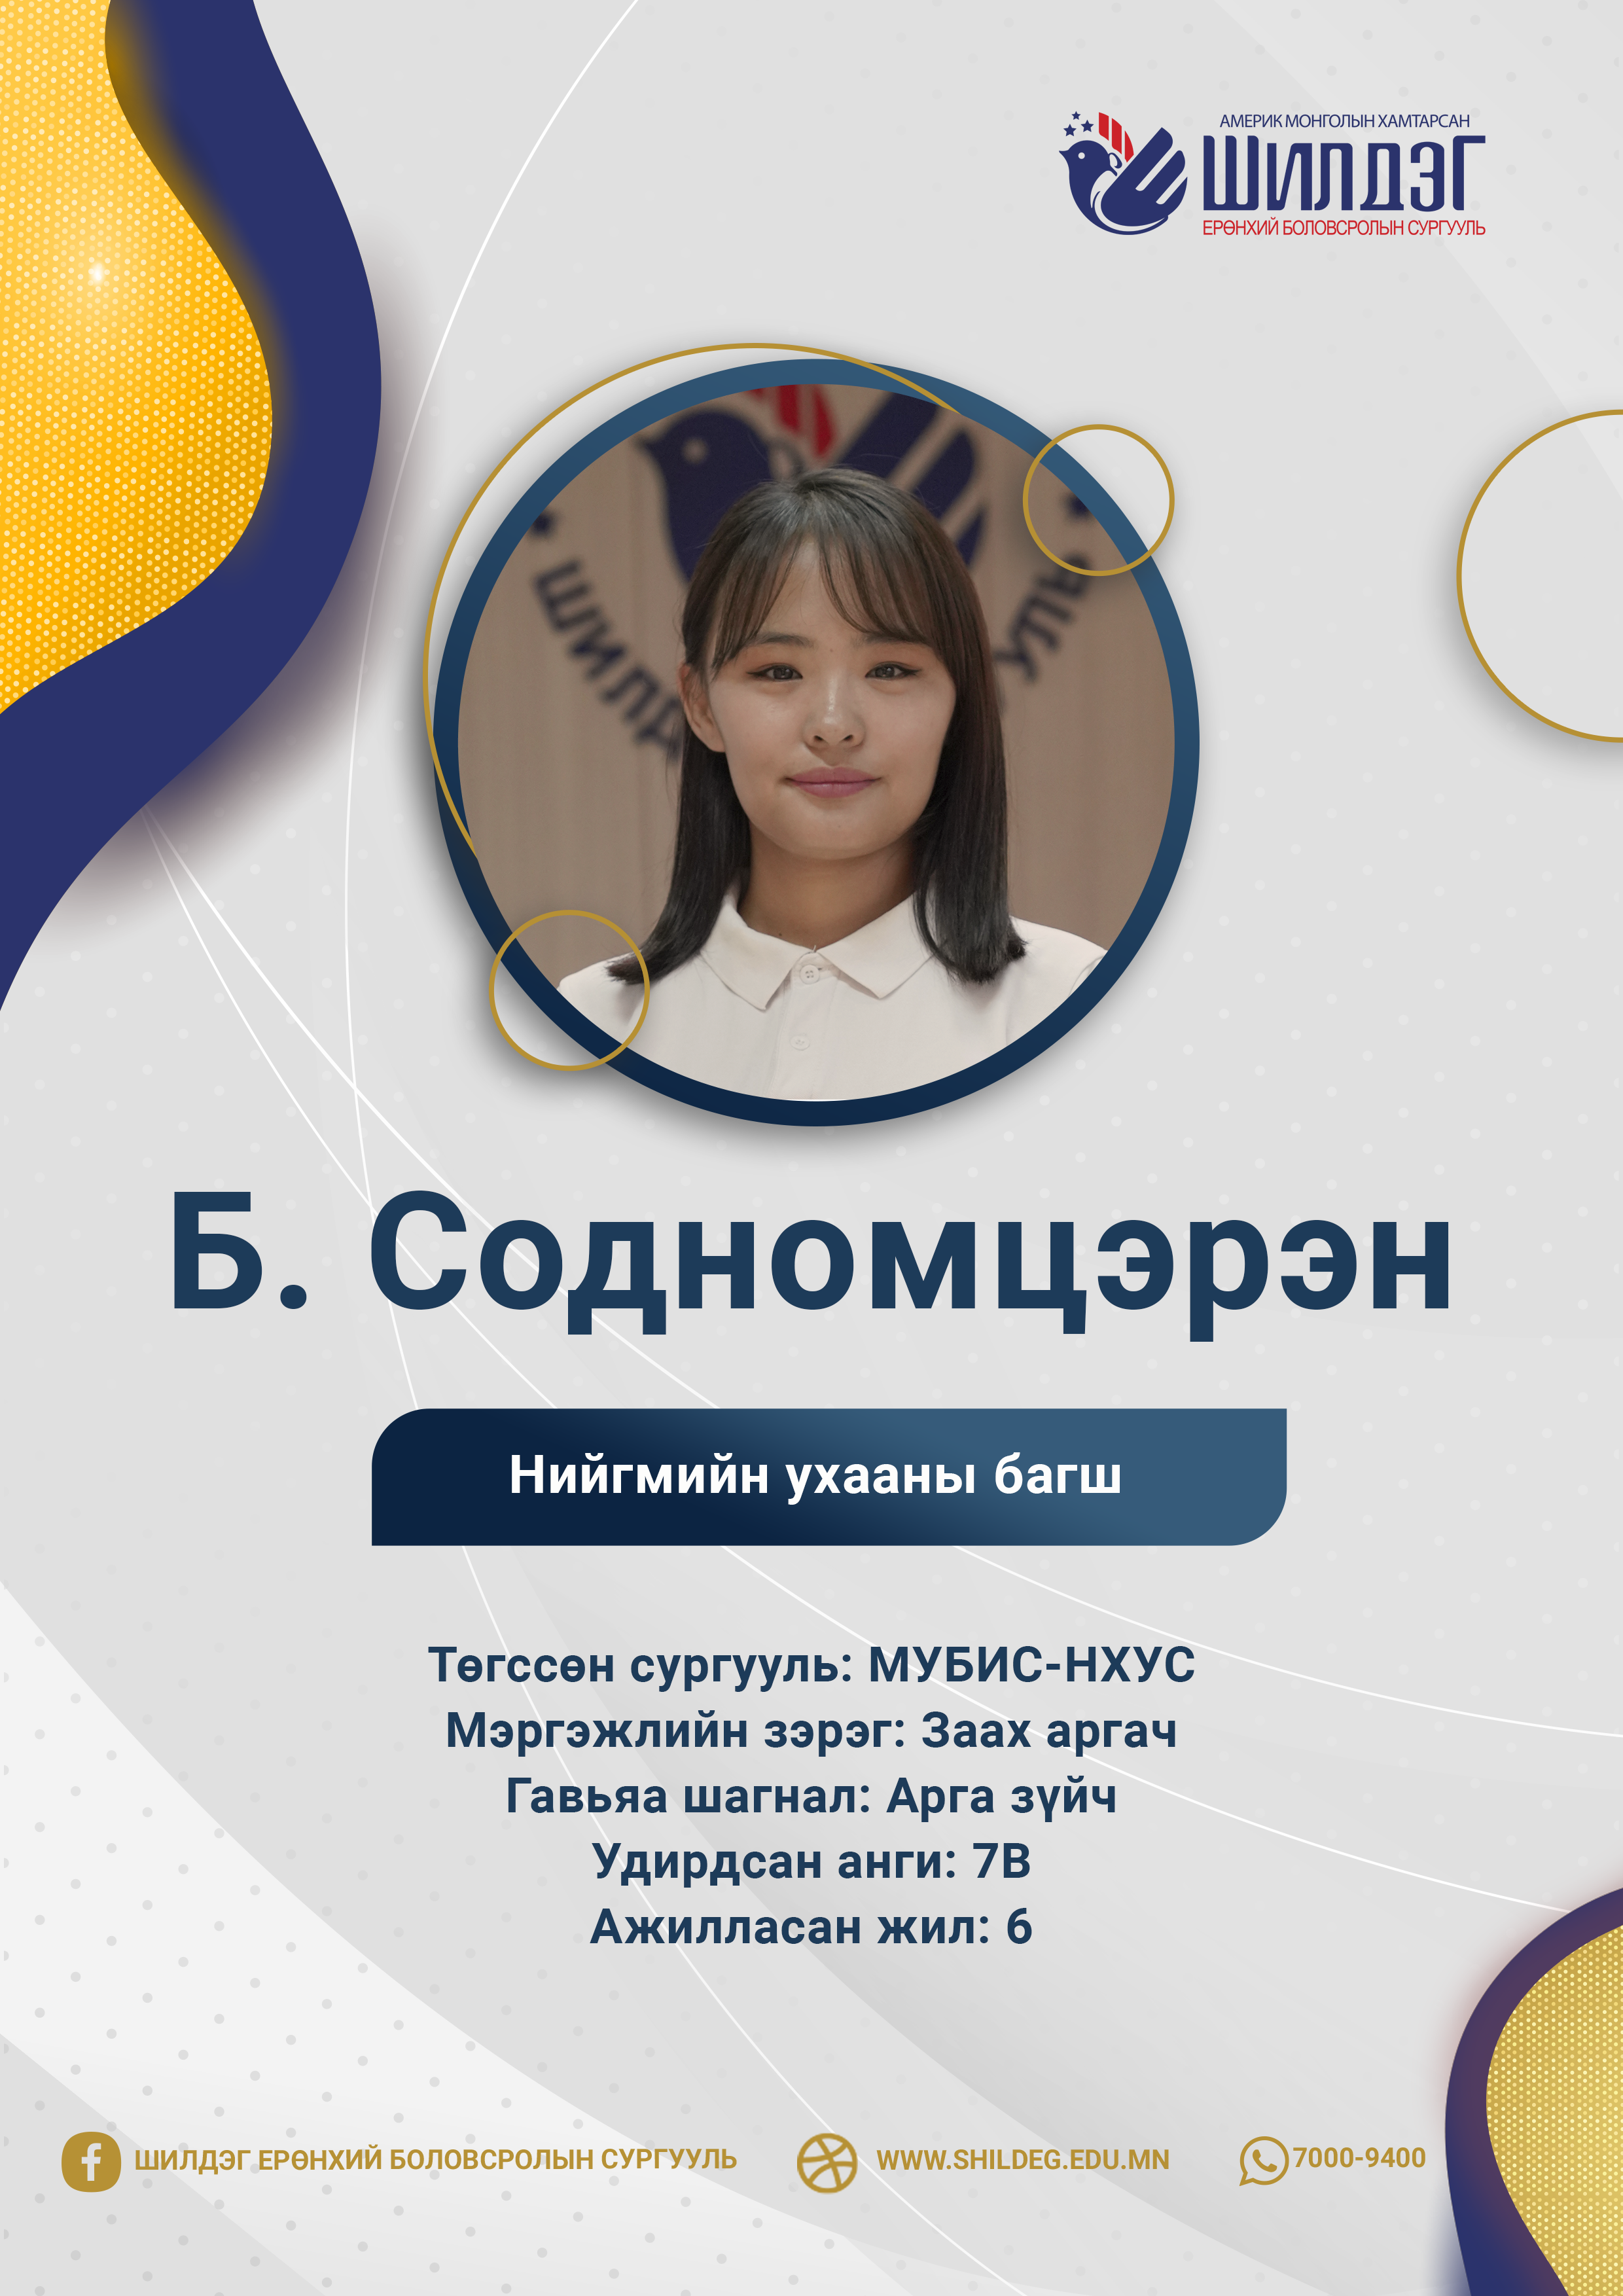 АМЕРИК МОНГОЛЫН ХАМТАРСАН
ШИЛДЭГ
ЕРӨНХИЙ БОЛОВСРОЛЫН СУРГУУЛЬ
ШИЛД
УЛЬ
Б. Содномцэрэн
Нийгмийн ухааны багш
Төгссөн сургууль: МУБИС-НХУС
Мэргэжлийн зэрэг: Заах аргач
Гавьяа шагнал: Арга зүйч
Удирдсан анги: 7В
Ажилласан жил: 6
ШИЛДЭГ ЕРӨНХИЙ БОЛОВСРОЛЫН СУРГУУЛЬ
WWW.SHILDEG.EDU.MN
7000-9400